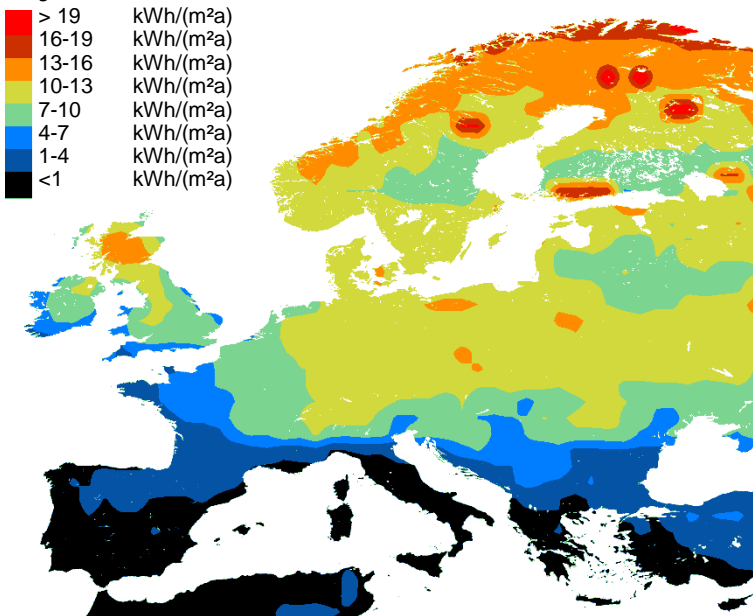 > 19 kWh/(m²a)
16-19 kWh/(m²a)
13-16 kWh/(m²a)
10-13 kWh/(m²a)
7-10 kWh/(m²a)
4-7 kWh/(m²a)
1-4 kWh/(m²a)
<1 kWh/(m²a)